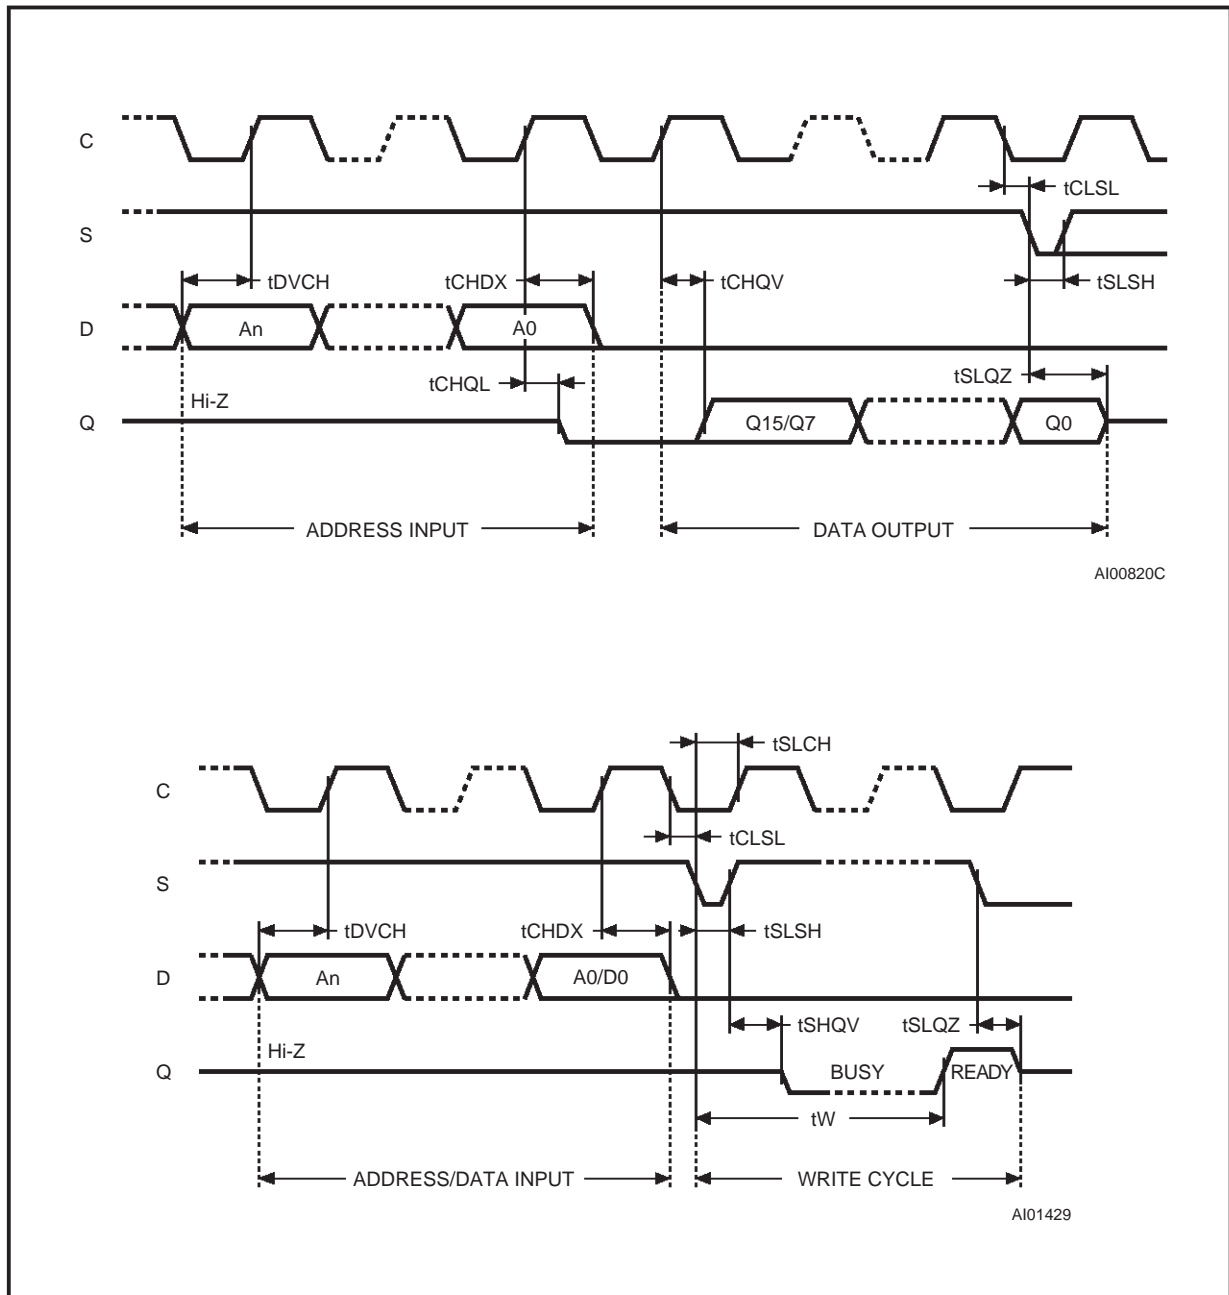 C
tCLSL
S
tDVCH
tCHDX
tCHQV
tSLSH
D
An
A0
tCHQL
tSLQZ
Hi-Z
Q
Q15/Q7
Q0
ADDRESS INPUT
DATA OUTPUT
AI00820C
tSLCH
C
tCLSL
S
tDVCH
tCHDX
tSLSH
D
An
A0/D0
tSHQV
tSLQZ
Hi-Z
Q
BUSY
READY
tW
ADDRESS/DATA INPUT
WRITE CYCLE
AI01429